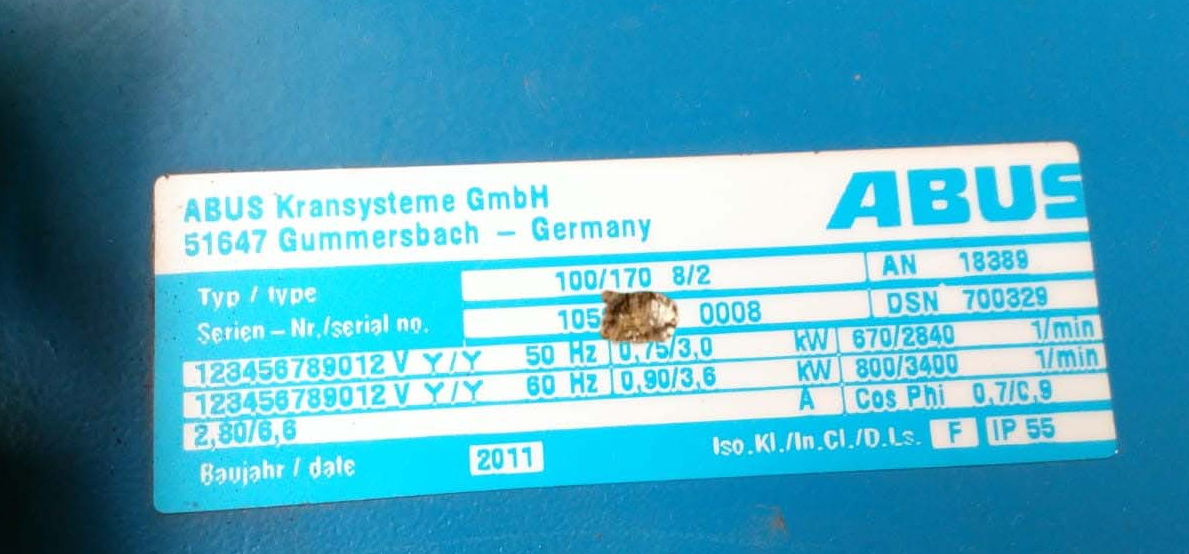 ABUS Kransysteme GmbH
51647 Gummersbach – Germany
ABUS
Typ / type 100/170 8/2 AN 18389
Serien–Nr./serial no. 105 0008 DSN 700329
123456789012 V Y/Y 50 Hz 0,75/3,0 kW 670/2840 1/min
123456789012 V Y/Y 60 Hz 0,90/3,6 kW 800/3400 1/min
2,80/6,6 A Cos Phi 0,7/0,9
Baujahr / date 2011 Iso.Kl./In.Cl./D.Ls. F IP 55